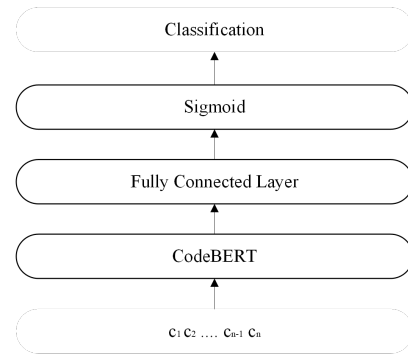 Classification
Sigmoid
Fully Connected Layer
CodeBERT
c₁ c₂ .... cₙ₋₁ cₙ